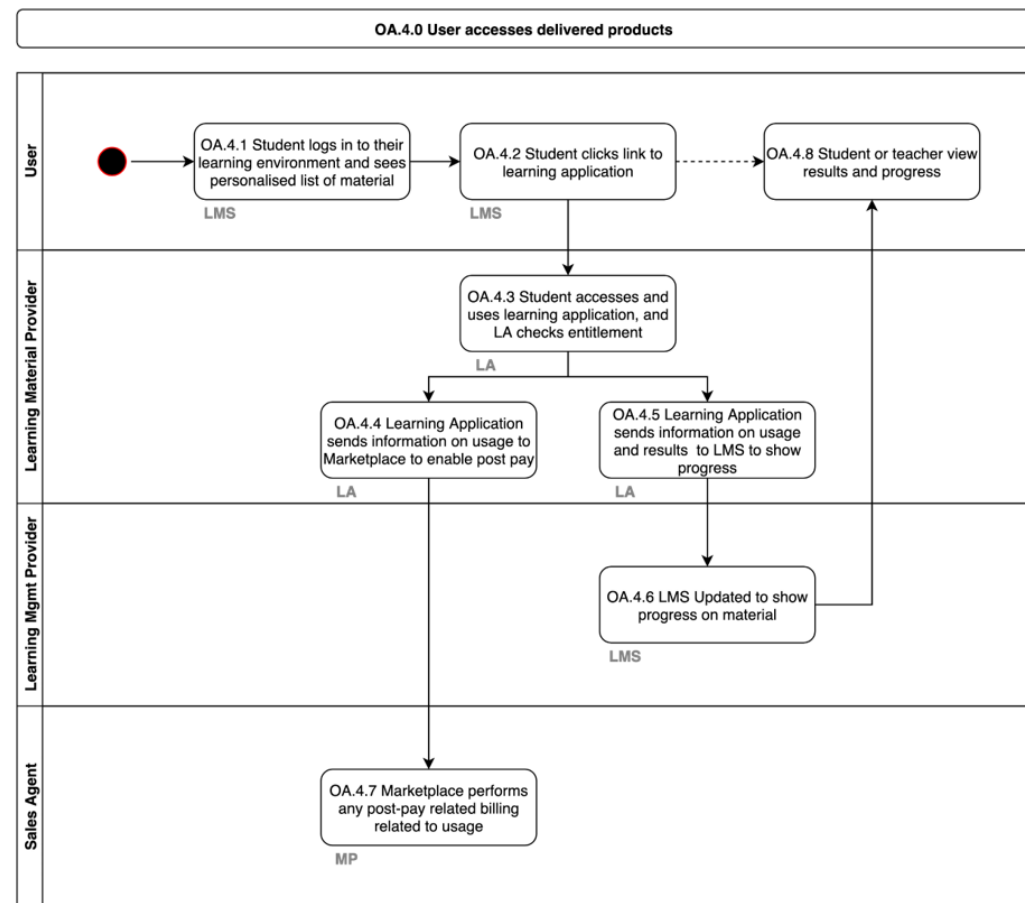 OA.4.0 User accesses delivered products
User
OA.4.1 Student logs in to their
learning environment and sees
personalised list of material
LMS
OA.4.2 Student clicks link to
learning application
LMS
OA.4.8 Student or teacher view
results and progress
Learning Material Provider
OA.4.3 Student accesses and
uses learning application, and
LA checks entitlement
LA
OA.4.4 Learning Application
sends information on usage to
Marketplace to enable post pay
LA
OA.4.5 Learning Application
sends information on usage
and results to LMS to show
progress
LA
Learning Mgmt Provider
OA.4.6 LMS Updated to show
progress on material
LMS
Sales Agent
OA.4.7 Marketplace performs
any post-pay related billing
related to usage
MP